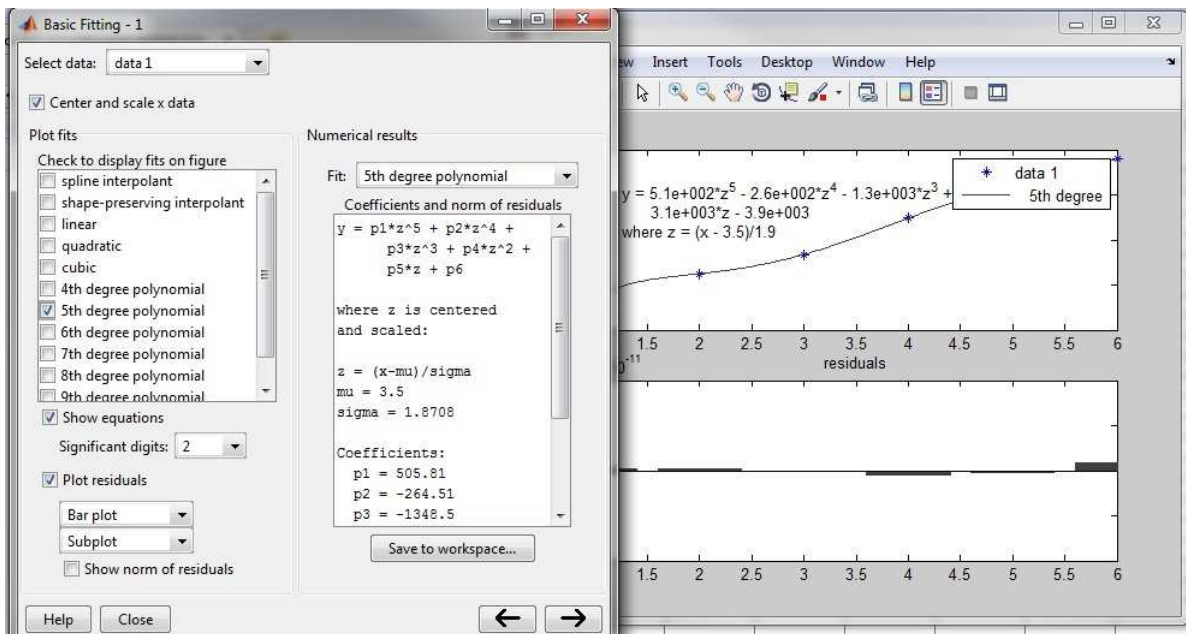 Basic Fitting - 1
Select data: data 1
Center and scale x data
Plot fits
Check to display fits on figure
spline interpolant
shape-preserving interpolant
linear
quadratic
cubic
4th degree polynomial
5th degree polynomial
6th degree polynomial
7th degree polynomial
8th degree polynomial
9th degree polynomial
Show equations
Significant digits: 2
Plot residuals
Bar plot
Subplot
Show norm of residuals
Help Close
Numerical results
Fit: 5th degree polynomial
Coefficients and norm of residuals
y = p1*z^5 + p2*z^4 +
p3*z^3 + p4*z^2 +
p5*z + p6
where z is centered
and scaled:
z = (x-mu)/sigma
mu = 3.5
sigma = 1.8708
Coefficients:
p1 = 505.81
p2 = -264.51
p3 = -1348.5
Save to workspace...
Insert Tools Desktop Window Help
y = 5.1e+002*z^5 - 2.6e+002*z^4 - 1.3e+003*z^3 +
3.1e+003*z - 3.9e+003
where z = (x - 3.5)/1.9
data 1
5th degree
1.5 2 2.5 3 3.5 4 4.5 5 5.5 6
residuals
1.5 2 2.5 3 3.5 4 4.5 5 5.5 6